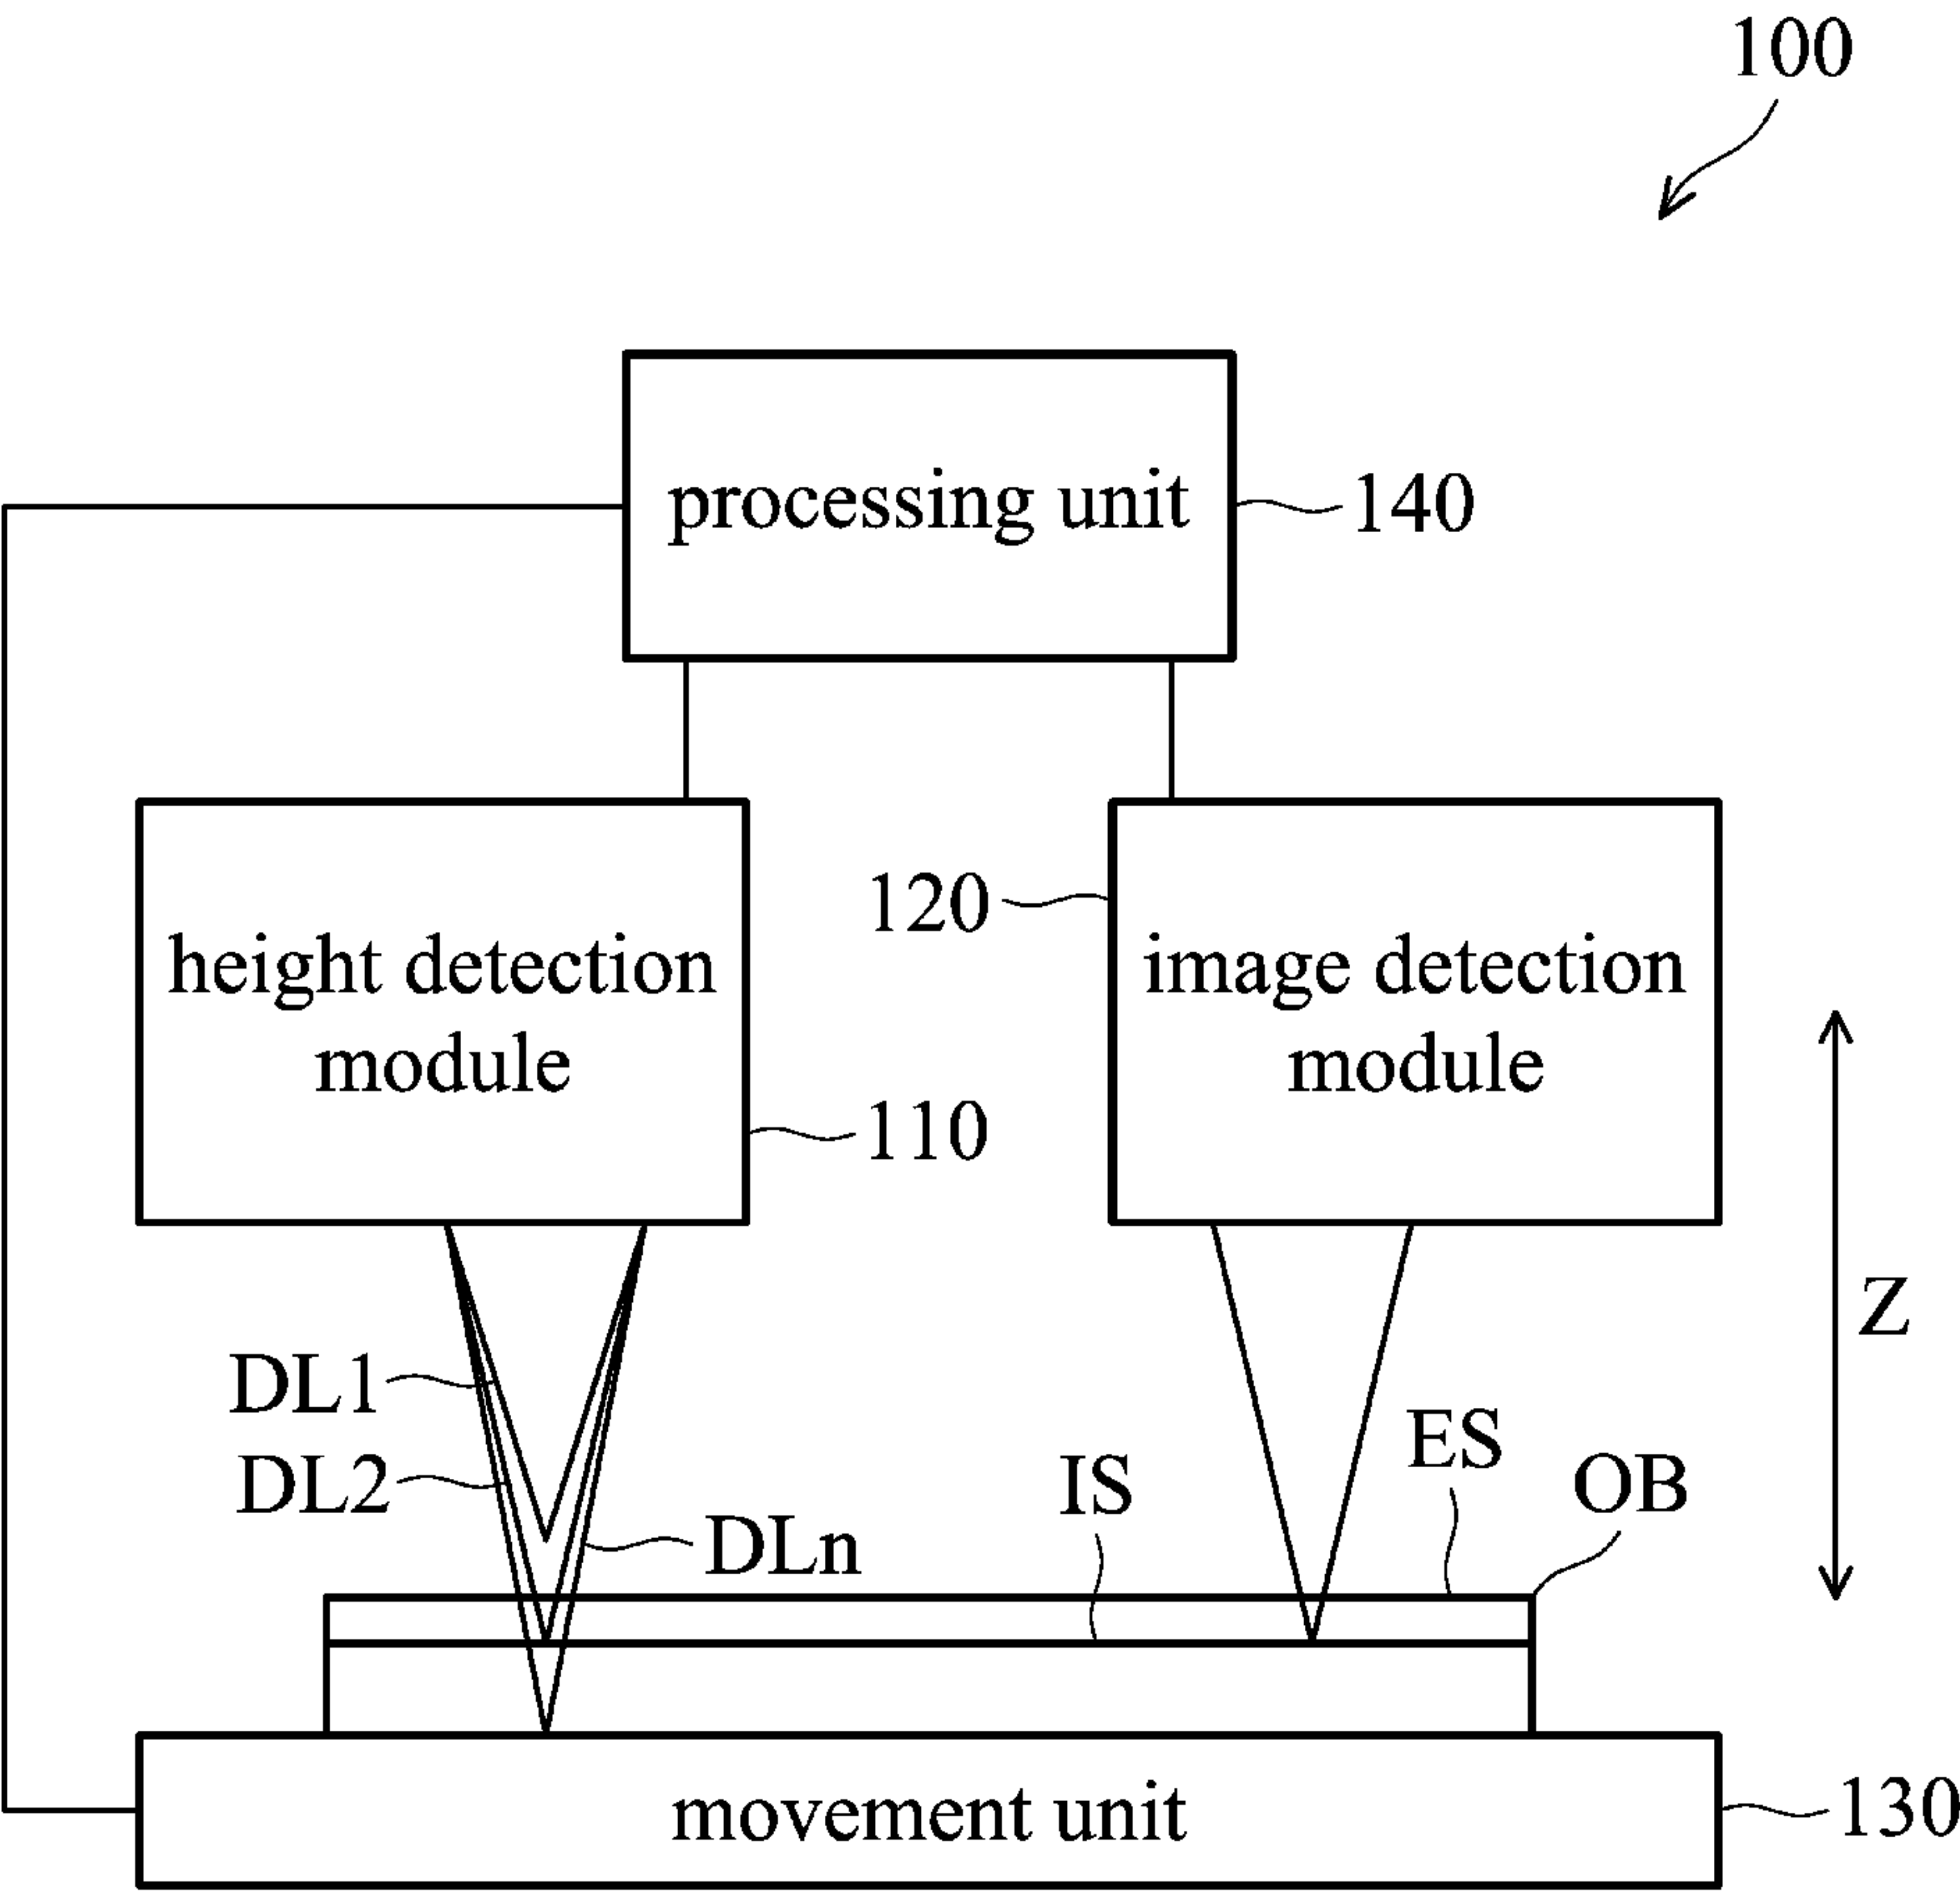 100
processing unit
140
height detection
module
110
120
image detection
module
Z
DL1
DL2
DLn
IS
ES
OB
movement unit
130